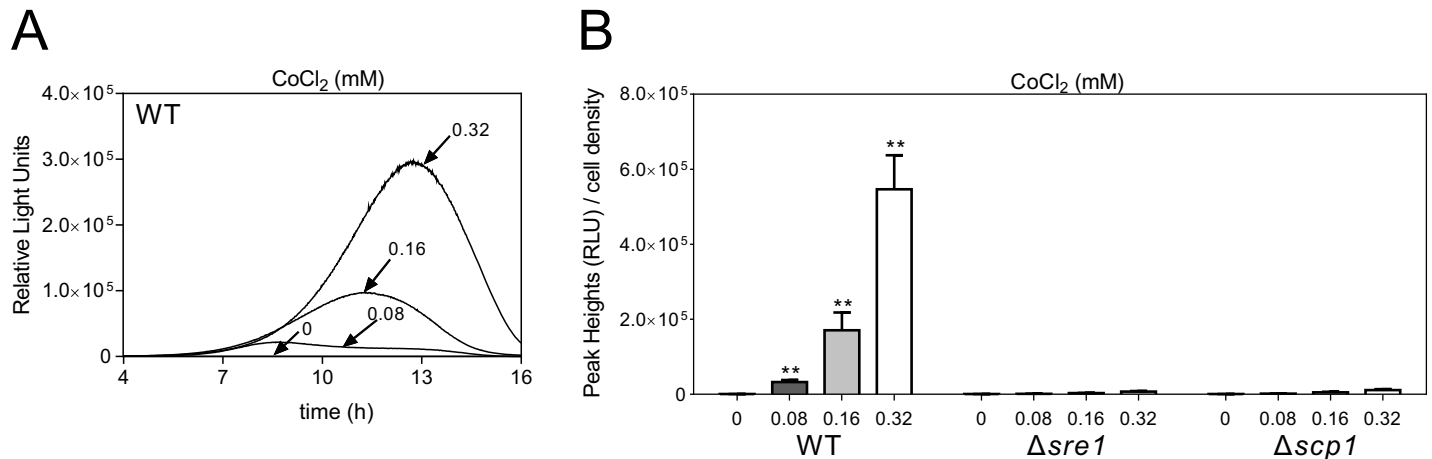 A
CoCl₂ (mM)
WT
Relative Light Units
4.0×10⁵
3.0×10⁵
2.0×10⁵
1.0×10⁵
0
0.32
0.16
0.08
0
4 7 10 13 16
time (h)
B
CoCl₂ (mM)
Peak Heights (RLU) / cell density
8.0×10⁵
6.0×10⁵
4.0×10⁵
2.0×10⁵
0
**
**
**
0 0.08 0.16 0.32 0 0.08 0.16 0.32 0 0.08 0.16 0.32
WT Δsre1 Δscp1